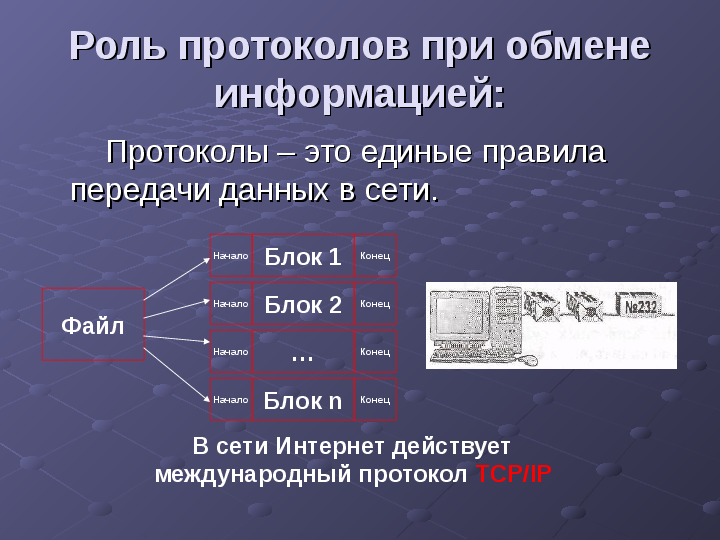 Роль протоколов при обмене
информацией:
Протоколы – это единые правила
передачи данных в сети.
Файл
Начало Блок 1 Конец
Начало Блок 2 Конец
Начало ... Конец
Начало Блок n Конец
№232
В сети Интернет действует
международный протокол TCP/IP